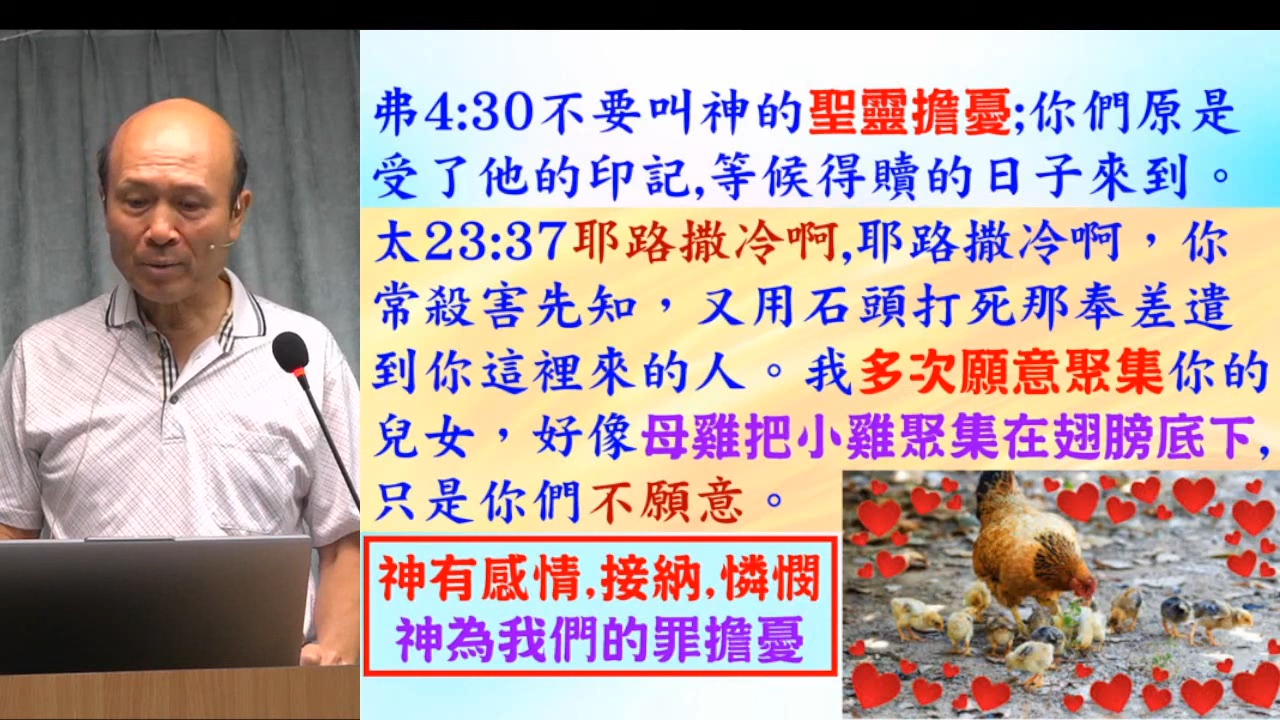 弗4:30不要叫神的聖靈擔憂;你們原是
受了他的印記,等候得贖的日子來到。
太23:37耶路撒冷啊,耶路撒冷啊，你
常殺害先知，又用石頭打死那奉差遣
到你這裡來的人。我多次願意聚集你的
兒女，好像母雞把小雞聚集在翅膀底下,
只是你們不願意。
神有感情,接納,憐憫
神為我們的罪擔憂